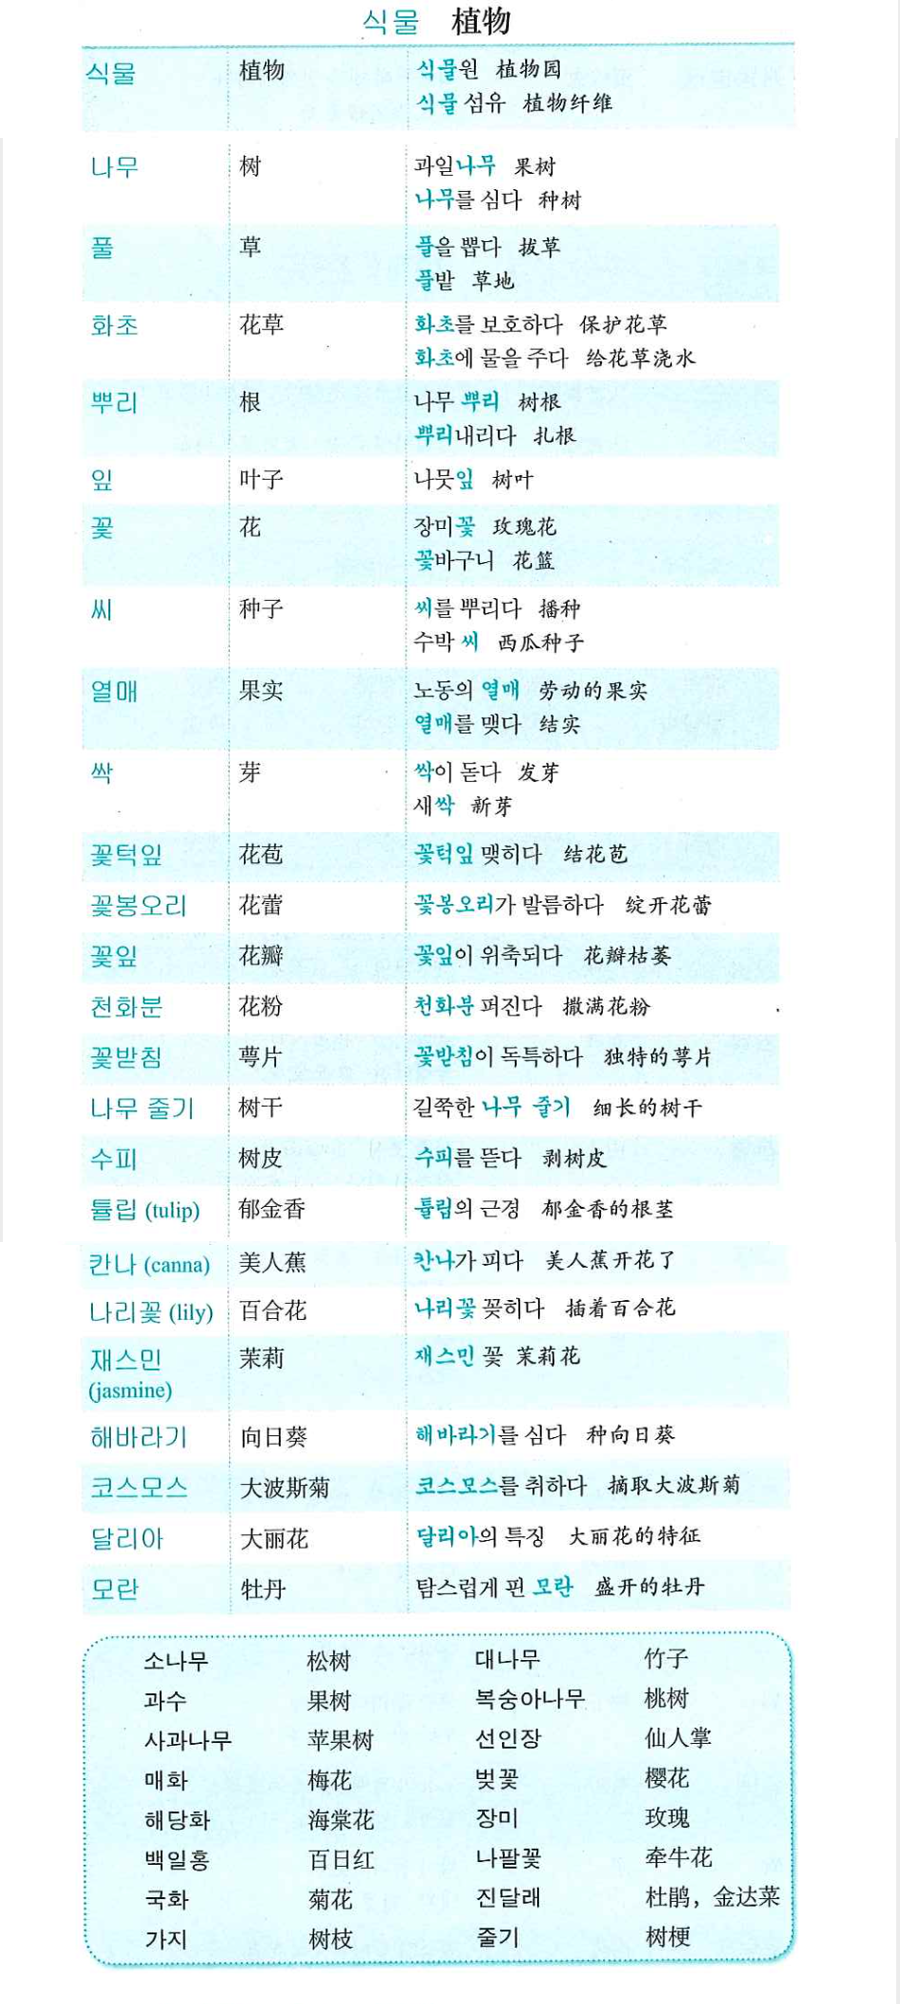 식물 植物
식물 植物 식물원 植物园
식물 섬유 植物纤维
나무 树 과일나무 果树
나무를 심다 种树
풀 草 풀을 뽑다 拔草
풀밭 草地
화초 花草 화초를 보호하다 保护花草
화초에 물을 주다 给花草浇水
뿌리 根 나무 뿌리 树根
뿌리내리다 扎根
잎 叶子 나뭇잎 树叶
꽃 花 장미꽃 玫瑰花
꽃바구니 花篮
씨 种子 씨를 뿌리다 播种
수박 씨 西瓜种子
열매 果实 노동의 열매 劳动的果实
열매를 맺다 结实
싹 芽 싹이 돋다 发芽
새싹 新芽
꽃턱잎 花苞 꽃턱잎 맺히다 结花苞
꽃봉오리 花蕾 꽃봉오리가 발름하다 绽开花蕾
꽃잎 花瓣 꽃잎이 위축되다 花瓣枯萎
천화분 花粉 천화분 퍼진다 撒满花粉
꽃받침 萼片 꽃받침이 독특하다 独特的萼片
나무 줄기 树干 길쭉한 나무 줄기 细长的树干
수피 树皮 수피를 뜯다 剥树皮
튤립 (tulip) 郁金香 튤립의 근경 郁金香的根茎
칸나 (canna) 美人蕉 칸나가 피다 美人蕉开花了
나리꽃 (lily) 百合花 나리꽃 꽂히다 插着百合花
재스민 茉莉 재스민 꽃 茉莉花
(jasmine)
해바라기 向日葵 해바라기를 심다 种向日葵
코스모스 大波斯菊 코스모스를 취하다 摘取大波斯菊
달리아 大丽花 달리아의 특징 大丽花的特征
모란 牡丹 탐스럽게 핀 모란 盛开的牡丹
소나무 松树 대나무 竹子
과수 果树 복숭아나무 桃树
사과나무 苹果树 선인장 仙人掌
매화 梅花 벚꽃 樱花
해당화 海棠花 장미 玫瑰
백일홍 百日红 나팔꽃 牵牛花
국화 菊花 진달래 杜鹃，金达莱
가지 树枝 줄기 树梗